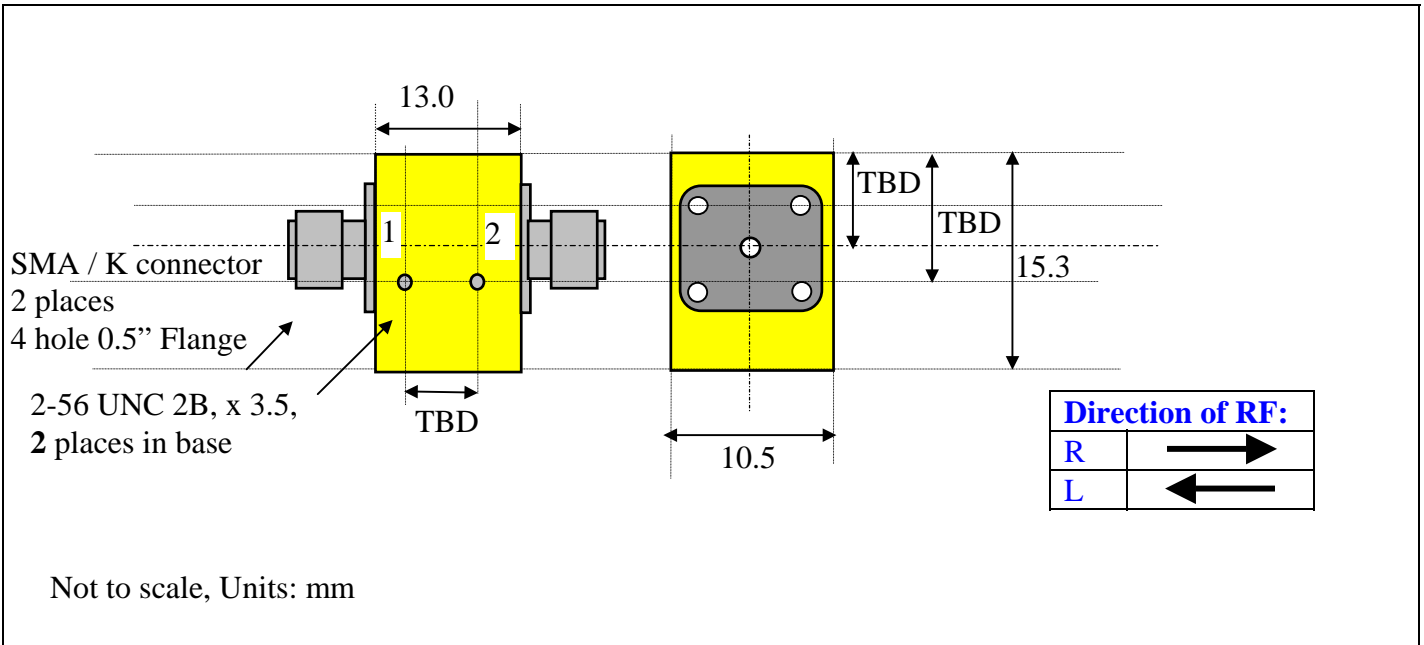 13.0
TBD
TBD
1
2
SMA / K connector
2 places
4 hole 0.5” Flange
15.3
2-56 UNC 2B, x 3.5,
2 places in base
TBD
10.5
Direction of RF:
R
L
Not to scale, Units: mm